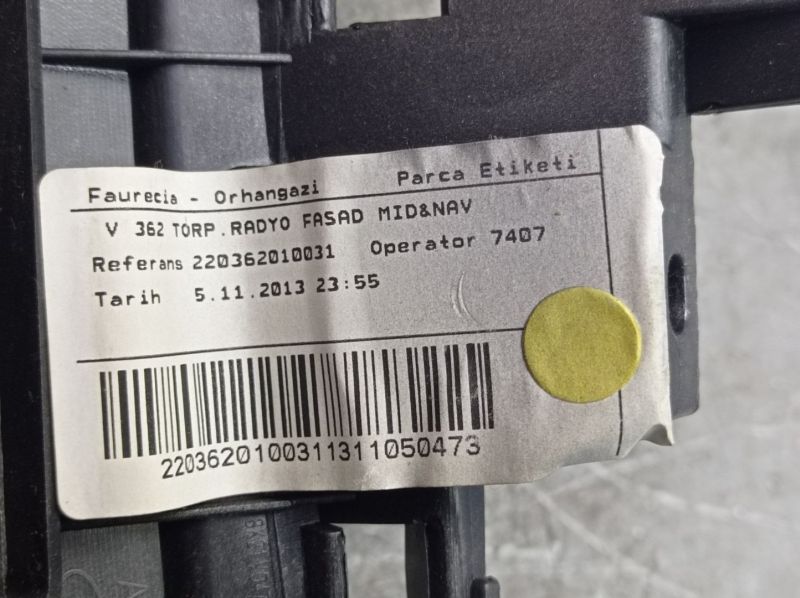 Faurecia - Orhangazi Parca Etiketi
V 362 TORP.RADYO FASAD MID&NAV
Referans 220362010031 Operator 7407
Tarih 5.11.2013 23:55
2203620100311311050473